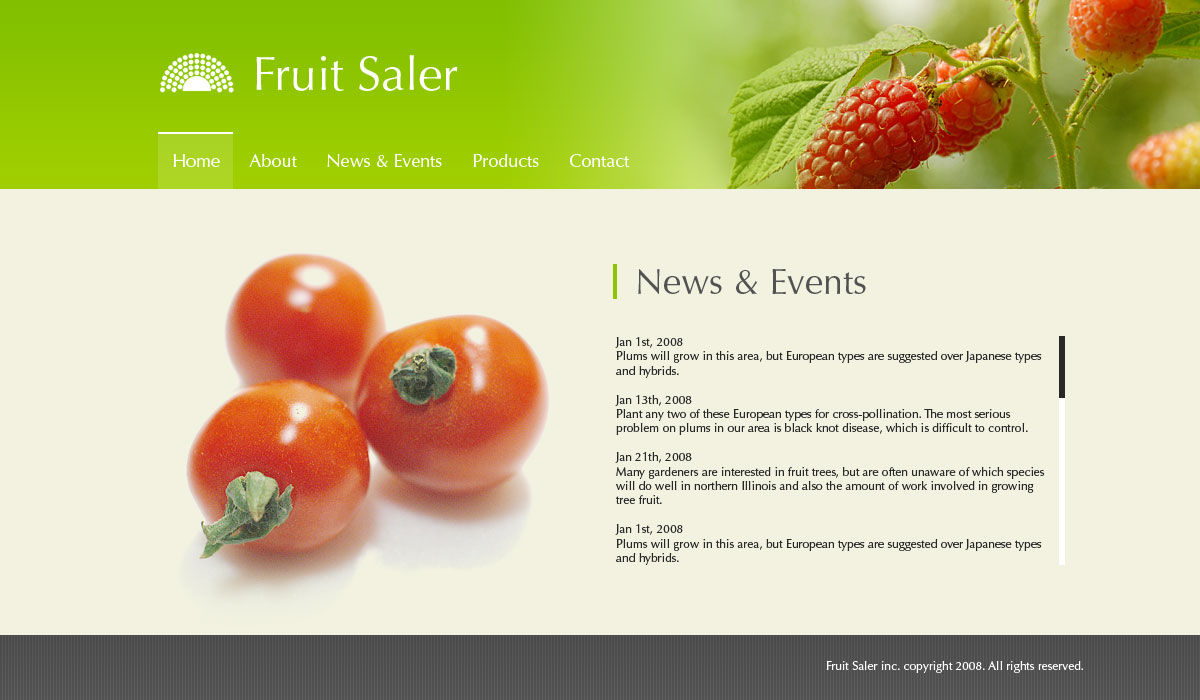 Fruit Saler
Home About News & Events Products Contact
News & Events
Jan 1st, 2008
Plums will grow in this area, but European types are suggested over Japanese types
and hybrids.
Jan 13th, 2008
Plant any two of these European types for cross-pollination. The most serious
problem on plums in our area is black knot disease, which is difficult to control.
Jan 21th, 2008
Many gardeners are interested in fruit trees, but are often unaware of which species
will do well in northern Illinois and also the amount of work involved in growing
tree fruit.
Jan 1st, 2008
Plums will grow in this area, but European types are suggested over Japanese types
and hybrids.
Fruit Saler inc. copyright 2008. All rights reserved.